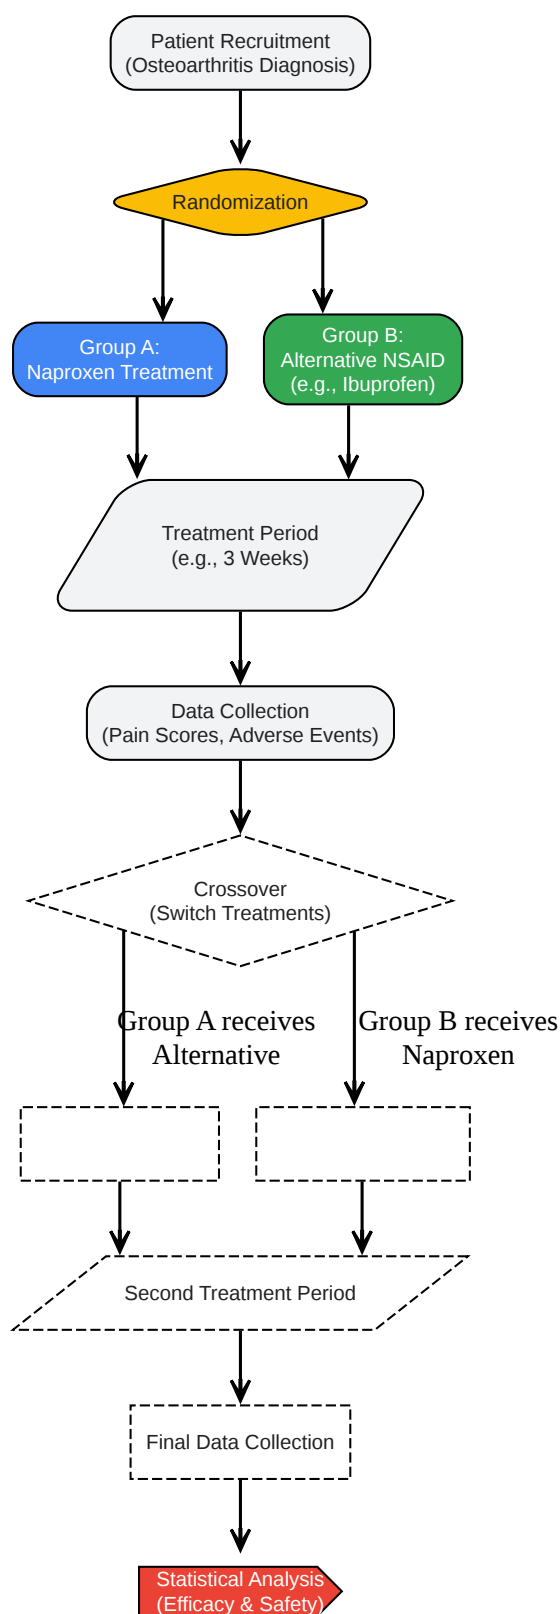 Patient Recruitment
(Osteoarthritis Diagnosis)
Randomization
Group A:
Naproxen Treatment
Group B:
Alternative NSAID
(e.g., Ibuprofen)
Treatment Period
(e.g., 3 Weeks)
Data Collection
(Pain Scores, Adverse Events)
Crossover
(Switch Treatments)
Group A receives
Alternative
Group B receives
Naproxen
Second Treatment Period
Final Data Collection
Statistical Analysis
(Efficacy & Safety)